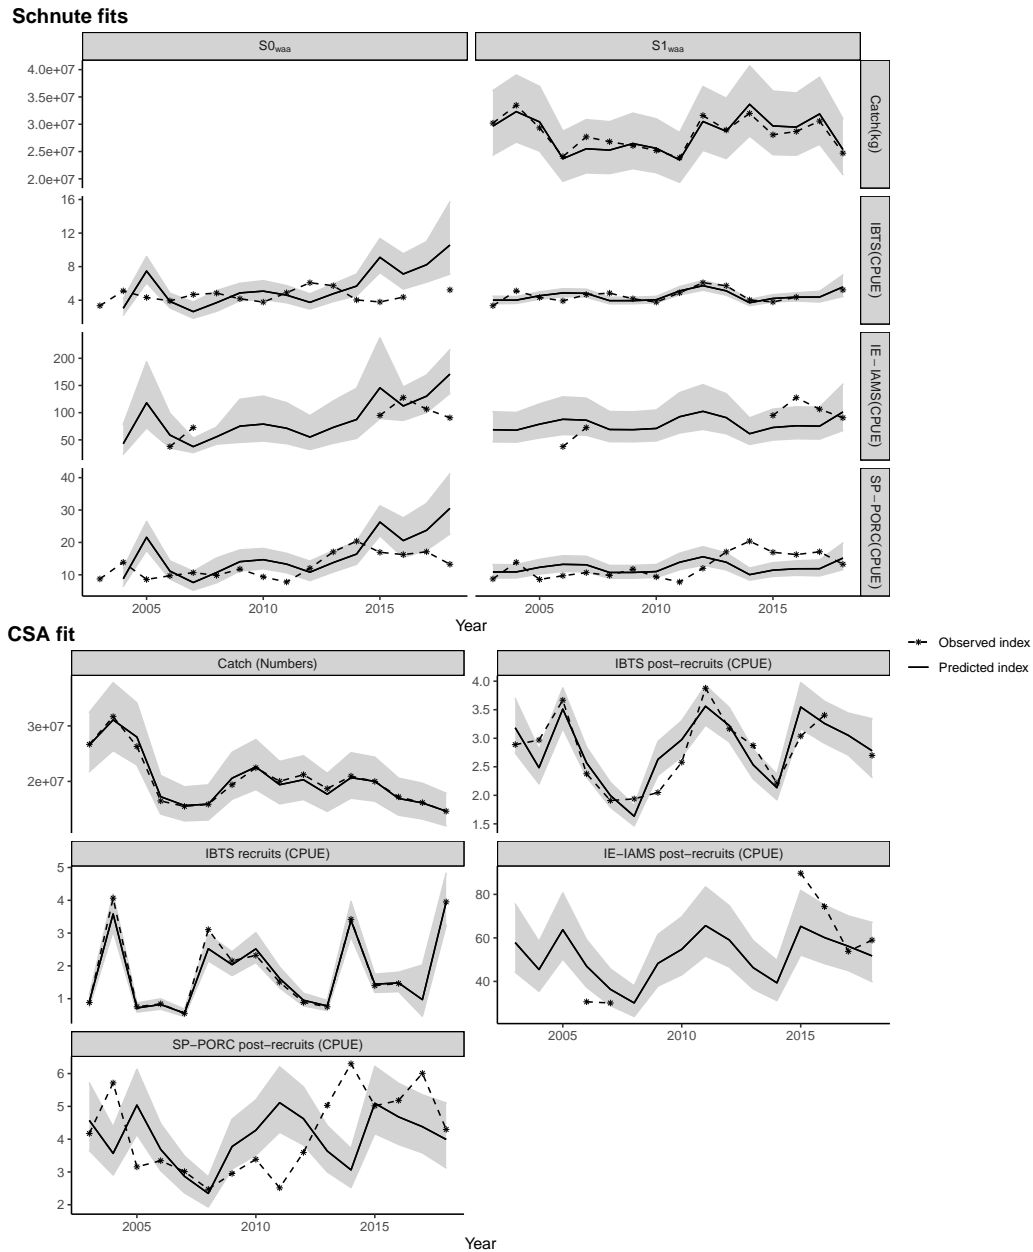 Schnute fits
S0waa
S1waa
4.0e+07
3.5e+07
3.0e+07
2.5e+07
2.0e+07
Catch(kg)
16
12
8
4
IBTS(CPUE)
200
150
100
50
IE−IAMS(CPUE)
40
30
20
10
SP−PORC(CPUE)
2005
2010
2015
2005
2010
2015
Year
CSA fit
Observed index
Predicted index
Catch (Numbers)
3e+07
2e+07
IBTS post−recruits (CPUE)
4.0
3.5
3.0
2.5
2.0
1.5
IBTS recruits (CPUE)
5
4
3
2
1
IE−IAMS post−recruits (CPUE)
80
60
40
2005
2010
2015
SP−PORC post−recruits (CPUE)
6
5
4
3
2
2005
2010
2015
Year